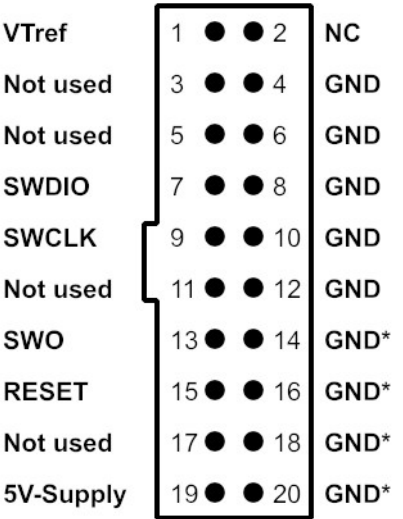 VTref 1 2 NC
Not used 3 4 GND
Not used 5 6 GND
SWDIO 7 8 GND
SWCLK 9 10 GND
Not used 11 12 GND
SWO 13 14 GND*
RESET 15 16 GND*
Not used 17 18 GND*
5V-Supply 19 20 GND*